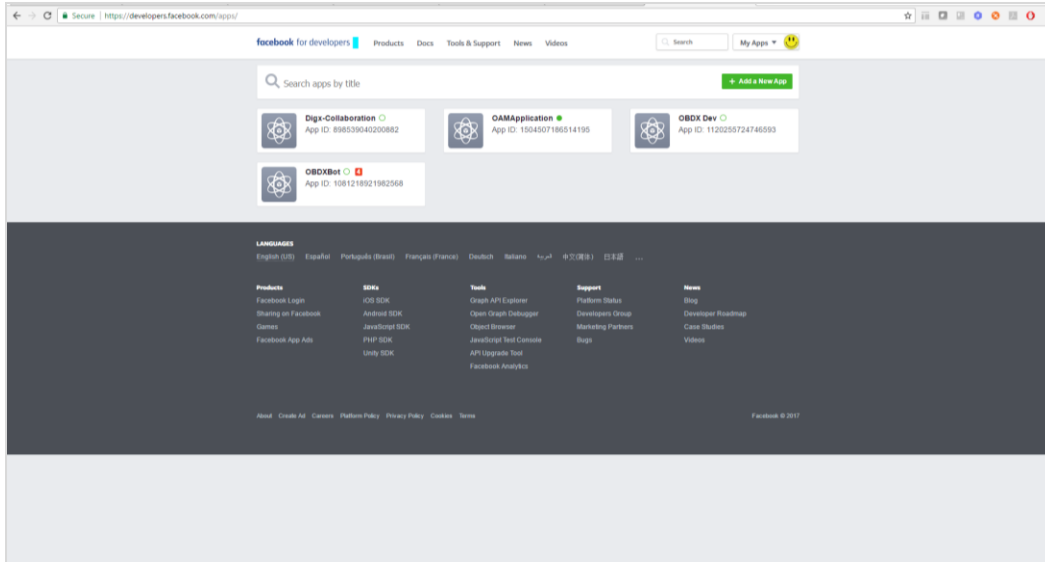 Secure | https://developers.facebook.com/apps/
facebook for developers Products Docs Tools & Support News Videos Search My Apps
Search apps by title + Add a New App
Digx-Collaboration
App ID: 898539040200882
OAMApplication
App ID: 1504507186514195
OBDX Dev
App ID: 1120255724746593
OBDXBot 4
App ID: 1081218921982568
LANGUAGES
English (US) Español Português (Brasil) Français (France) Deutsch Italiano العربية 中文(简体) 日本語 ...
Products
Facebook Login
Sharing on Facebook
Games
Facebook App Ads
SDKs
iOS SDK
Android SDK
JavaScript SDK
PHP SDK
Unity SDK
Tools
Graph API Explorer
Open Graph Debugger
Object Browser
JavaScript Test Console
API Upgrade Tool
Facebook Analytics
Support
Platform Status
Developers Group
Marketing Partners
Bugs
News
Blog
Developer Roadmap
Case Studies
Videos
About Create Ad Careers Platform Policy Privacy Policy Cookies Terms Facebook © 2017